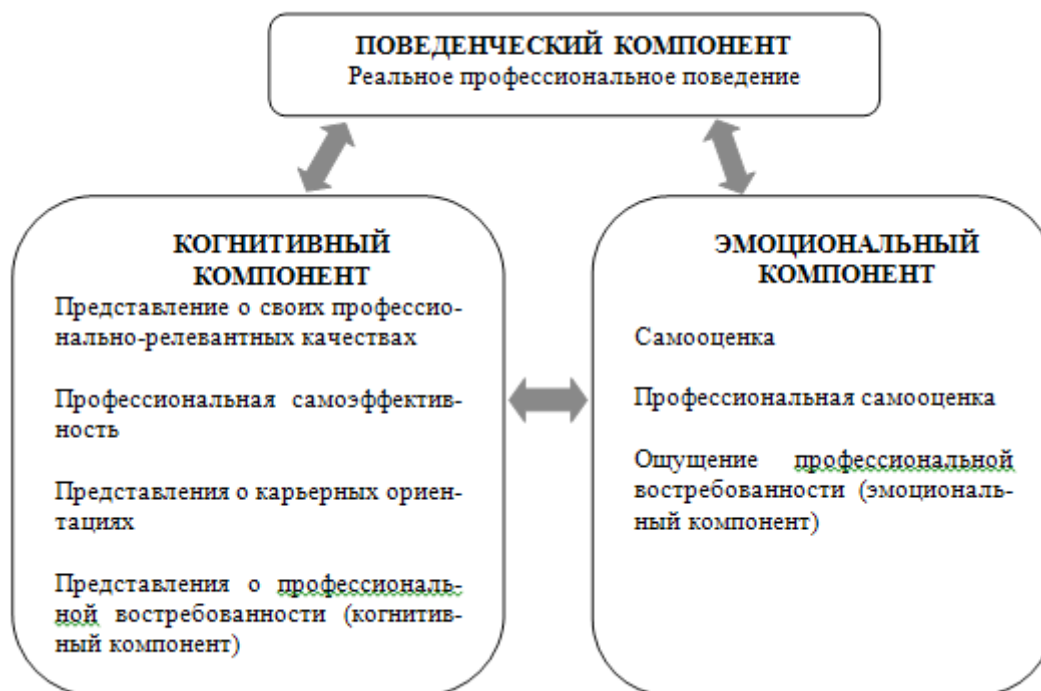 ПОВЕДЕНЧЕСКИЙ КОМПОНЕНТ
Реальное профессиональное поведение
КОГНИТИВНЫЙ
КОМПОНЕНТ
Представление о своих профессио-
нально-релевантных качествах
Профессиональная самоэффектив-
ность
Представления о карьерных ориен-
тациях
Представления о профессиональ-
ной востребованности (когнитив-
ный компонент)
ЭМОЦИОНАЛЬНЫЙ
КОМПОНЕНТ
Самооценка
Профессиональная самооценка
Ощущение профессиональной
востребованности (эмоциональ-
ный компонент)